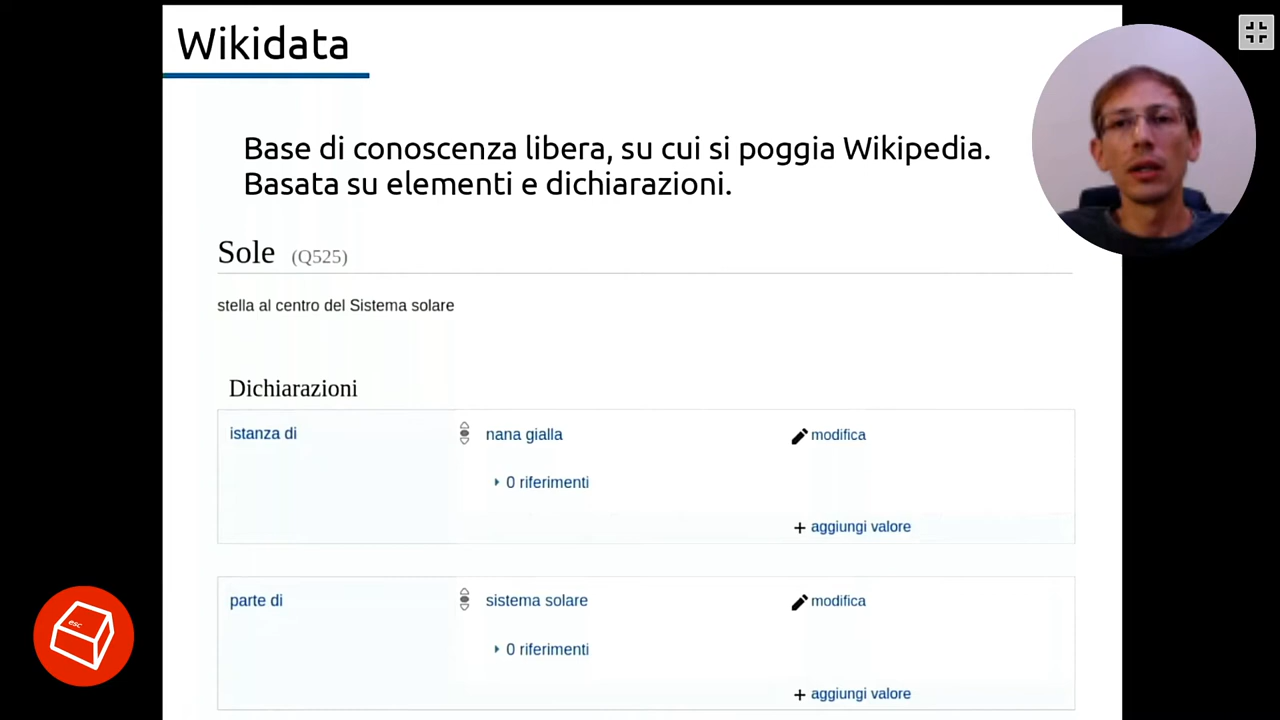 Wikidata
Base di conoscenza libera, su cui si poggia Wikipedia.
Basata su elementi e dichiarazioni.
Sole (Q525)
stella al centro del Sistema solare
Dichiarazioni
istanza di
nana gialla
modifica
0 riferimenti
+ aggiungi valore
parte di
sistema solare
modifica
0 riferimenti
+ aggiungi valore
esc